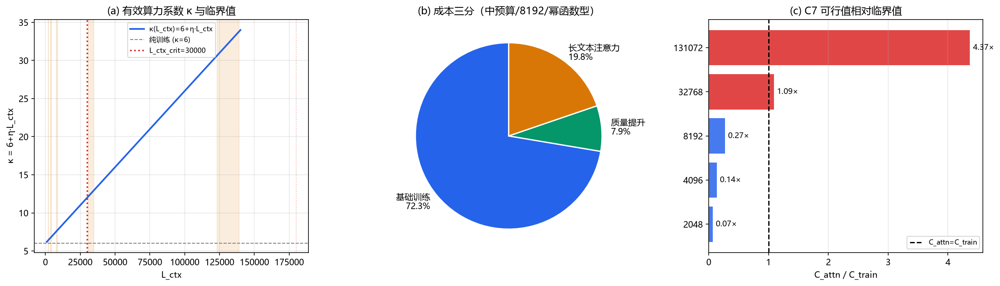 (a) 有效算力系数 κ 与临界值
κ = 6+η·L_ctx
35
30
25
20
15
10
5
κ(L_ctx)=6+η·L_ctx
纯训练 (κ=6)
L_ctx_crit=30000
0
25000
50000
75000
100000
125000
150000
175000
L_ctx
(b) 成本三分（中预算/8192/幂函数型）
长文本注意力
19.8%
质量提升
7.9%
基础训练
72.3%
(c) C7 可行值相对临界值
131072
4.37×
32768
1.09×
8192
0.27×
4096
0.14×
2048
0.07×
C_attn=C_train
0
1
2
3
4
C_attn / C_train